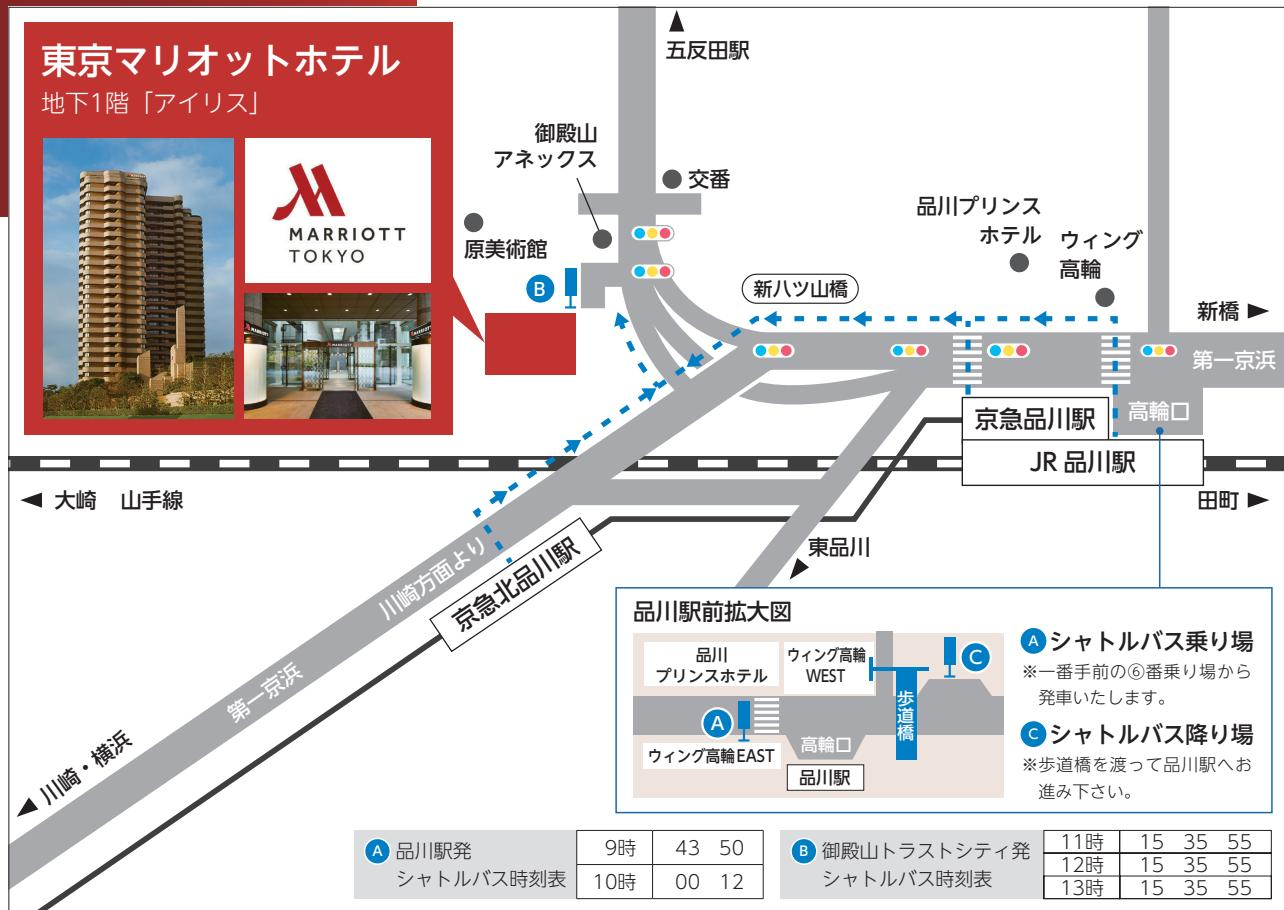 東京マリオットホテル
地下1階「アイリス」
MARRIOTT
TOKYO
五反田駅
御殿山
アネックス
交番
原美術館
B
品川プリンス
ホテル
ウィング
高輪
新八ツ山橋
新橋 ▶
第一京浜
京急品川駅
高輪口
JR 品川駅
◀ 大崎 山手線
田町 ▶
川崎方面より
京急北品川駅
東品川
第一京浜
川崎・横浜
品川駅前拡大図
品川
プリンスホテル
ウィング高輪
WEST
C
A
歩道橋
高輪口
ウィング高輪EAST
品川駅
A シャトルバス乗り場
※一番手前の⑥番乗り場から
発車いたします。
C シャトルバス降り場
※歩道橋を渡って品川駅へお
進み下さい。
A 品川駅発
シャトルバス時刻表
9時 43 50
10時 00 12
B 御殿山トラストシティ発
シャトルバス時刻表
11時 15 35 55
12時 15 35 55
13時 15 35 55